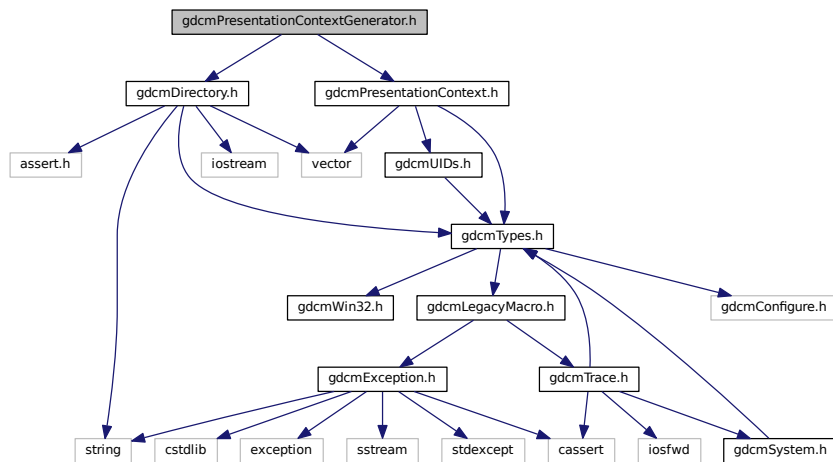 gdcmPresentationContextGenerator.h
gdcmDirectory.h
gdcmPresentationContext.h
assert.h
iostream
vector
gdcmUIDs.h
gdcmTypes.h
gdcmWin32.h
gdcmLegacyMacro.h
gdcmConfigure.h
gdcmException.h
gdcmTrace.h
string
cstdlib
exception
sstream
stdexcept
cassert
iosfwd
gdcmSystem.h